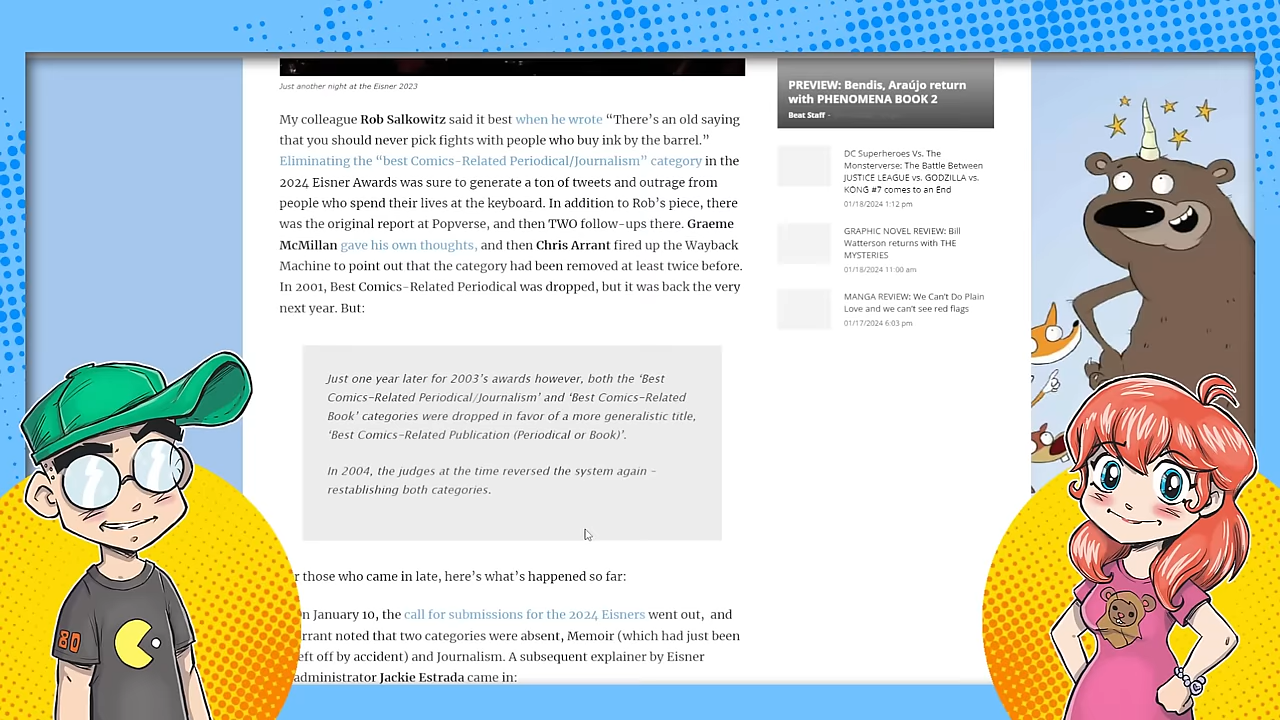 Just another night at the Eisner 2023
My colleague Rob Salkowitz said it best when he wrote “There’s an old saying
that you should never pick fights with people who buy ink by the barrel.”
Eliminating the “best Comics-Related Periodical/Journalism” category in the
2024 Eisner Awards was sure to generate a ton of tweets and outrage from
people who spend their lives at the keyboard. In addition to Rob’s piece, there
was the original report at Popverse, and then TWO follow-ups there. Graeme
McMillan gave his own thoughts, and then Chris Arrant fired up the Wayback
Machine to point out that the category had been removed at least twice before.
In 2001, Best Comics-Related Periodical was dropped, but it was back the very
next year. But:
Just one year later for 2003’s awards however, both the ‘Best
Comics-Related Periodical/Journalism’ and ‘Best Comics-Related
Book’ categories were dropped in favor of a more generalistic title,
‘Best Comics-Related Publication (Periodical or Book)’.
In 2004, the judges at the time reversed the system again –
restablishing both categories.
r those who came in late, here’s what’s happened so far:
n January 10, the call for submissions for the 2024 Eisners went out, and
rrant noted that two categories were absent, Memoir (which had just been
eft off by accident) and Journalism. A subsequent explainer by Eisner
administrator Jackie Estrada came in:
PREVIEW: Bendis, Araújo return
with PHENOMENA BOOK 2
Beat Staff -
DC Superheroes Vs. The
Monsterverse: The Battle Between
JUSTICE LEAGUE vs. GODZILLA vs.
KONG #7 comes to an End
01/18/2024 1:12 pm
GRAPHIC NOVEL REVIEW: Bill
Watterson returns with THE
MYSTERIES
01/18/2024 11:00 am
MANGA REVIEW: We Can’t Do Plain
Love and we can’t see red flags
01/17/2024 6:03 pm
80